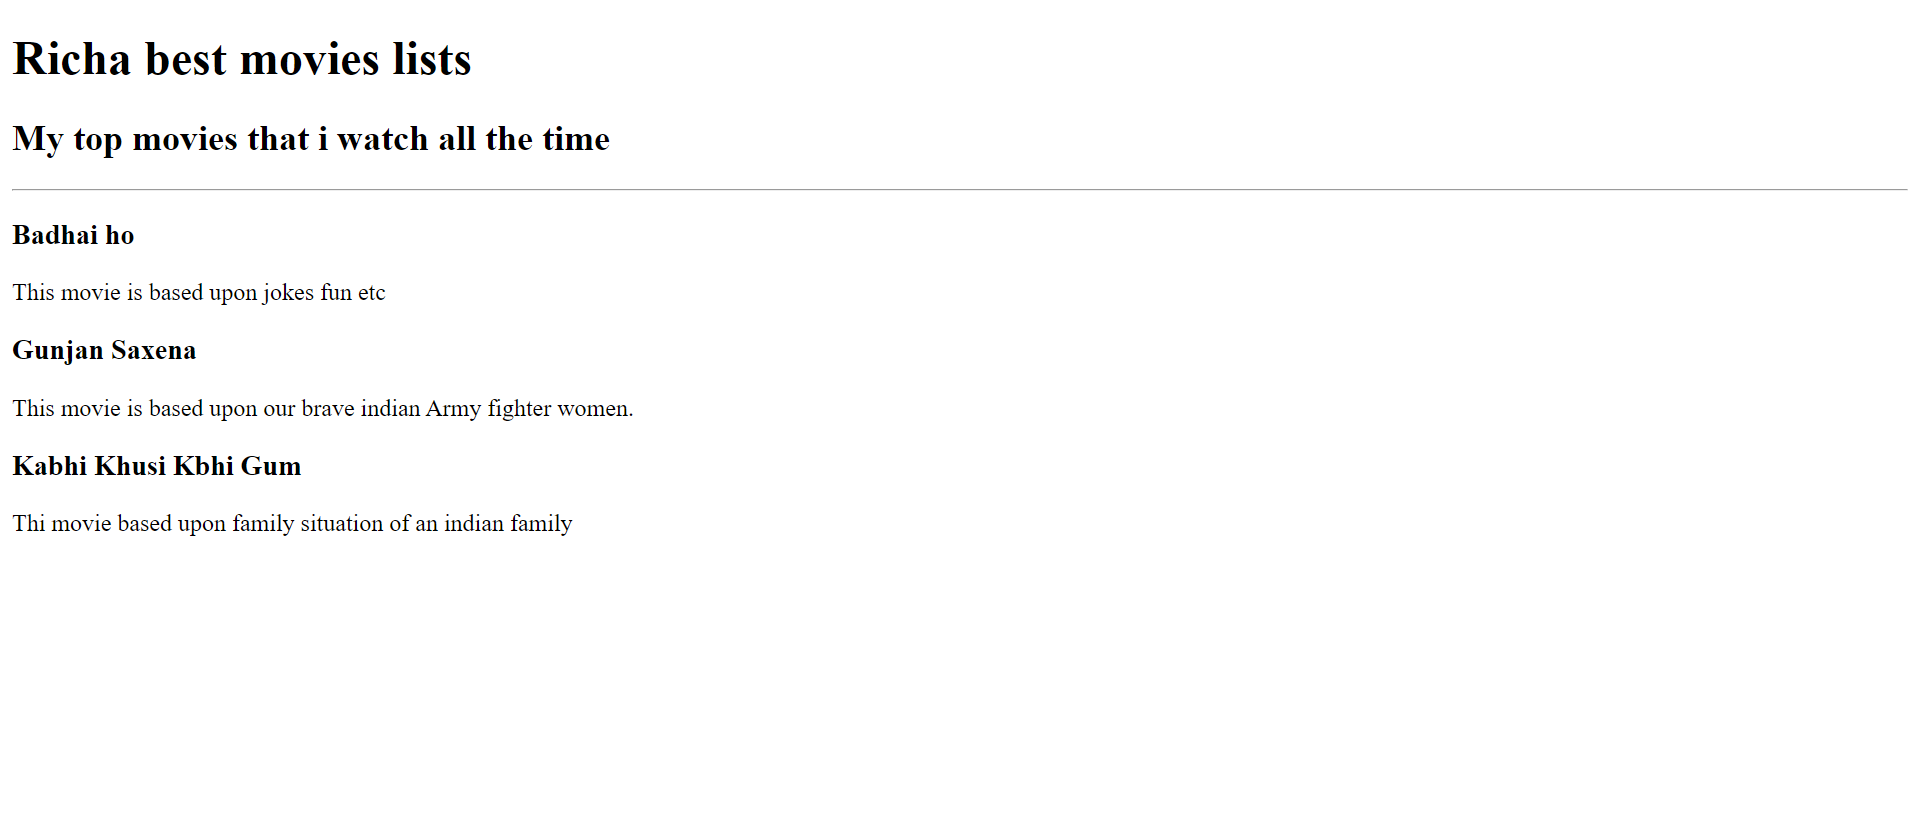 Richa best movies lists
My top movies that i watch all the time
Badhai ho
This movie is based upon jokes fun etc
Gunjan Saxena
This movie is based upon our brave indian Army fighter women.
Kabhi Khusi Kbhi Gum
Thi movie based upon family situation of an indian family